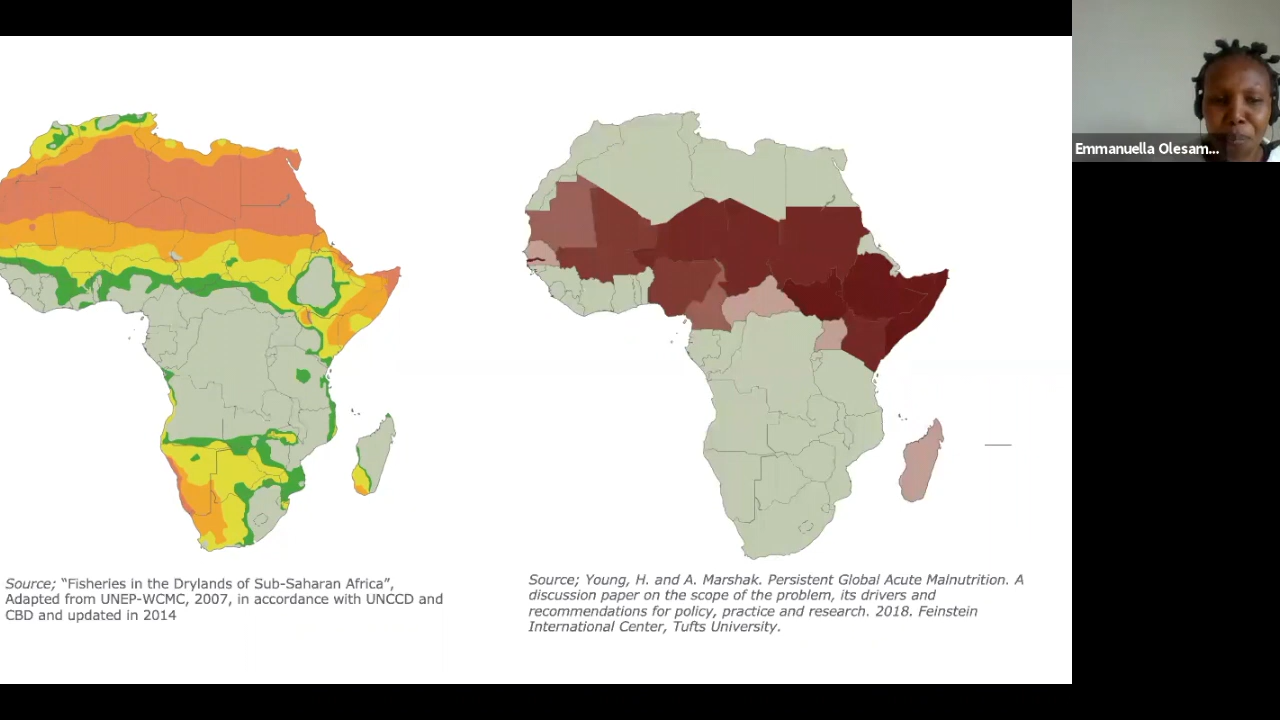 Emmanuella Olesam...
Source; "Fisheries in the Drylands of Sub-Saharan Africa",
Adapted from UNEP-WCMC, 2007, in accordance with UNCCD and
CBD and updated in 2014
Source; Young, H. and A. Marshak. Persistent Global Acute Malnutrition. A
discussion paper on the scope of the problem, its drivers and
recommendations for policy, practice and research. 2018. Feinstein
International Center, Tufts University.